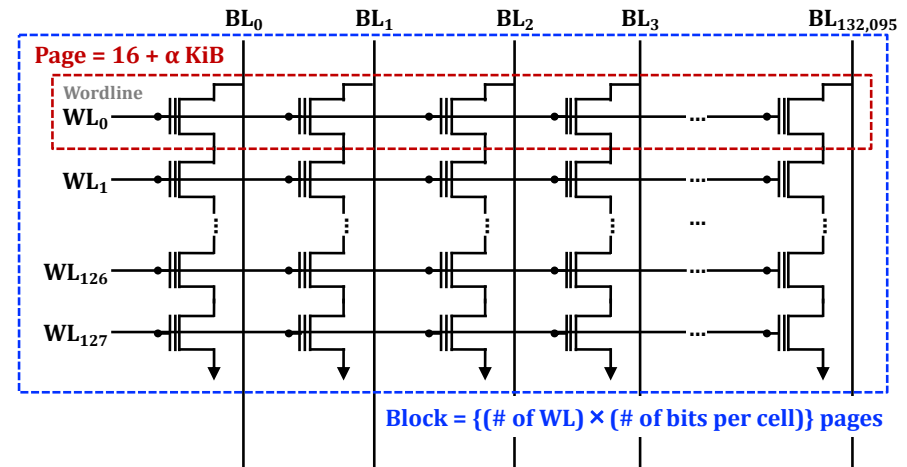 BL₀ BL₁ BL₂ BL₃ BL₁₃₂,₀₉₅
Page = 16 + α KiB
Wordline
WL₀ ...
WL₁ ...
... ... ... ... ... ...
WL₁₂₆ ...
WL₁₂₇ ...
Block = {(# of WL) × (# of bits per cell)} pages